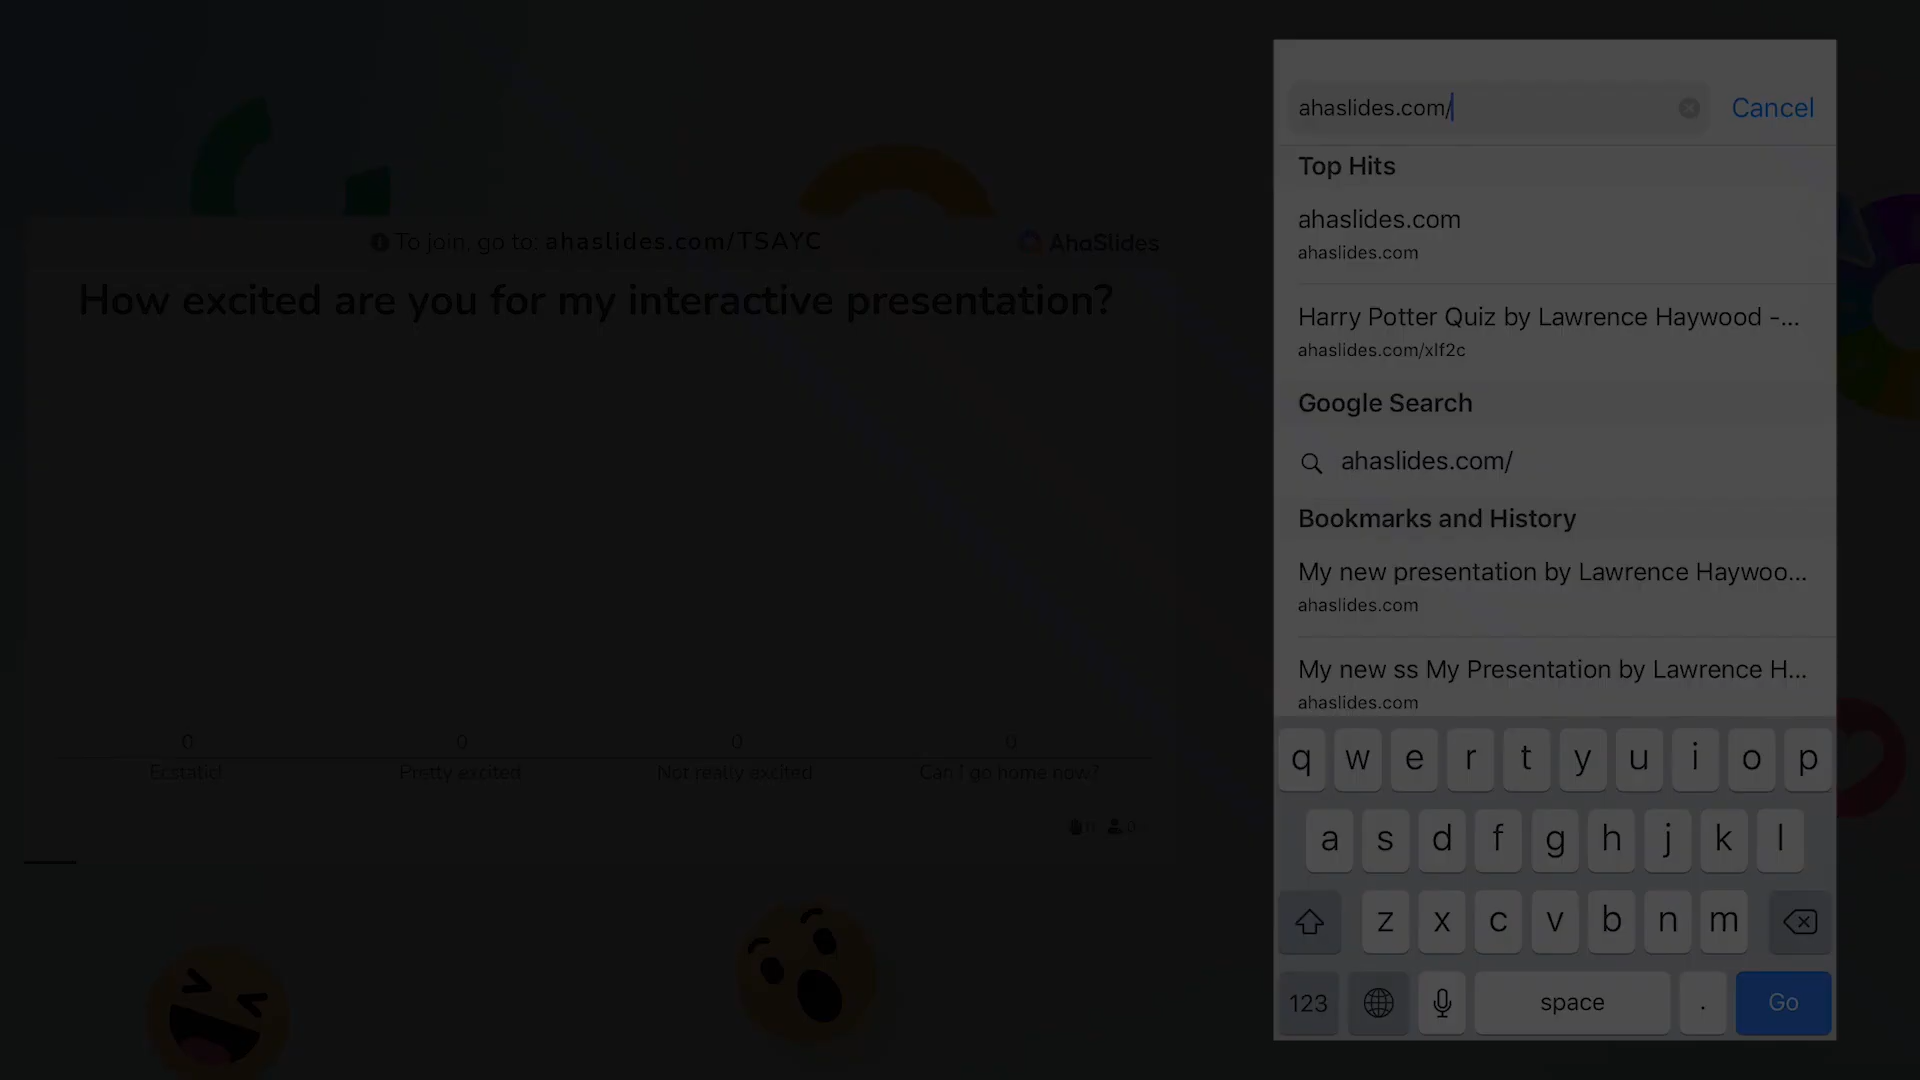 To join, go to: ahaslides.com/TSAYC
AhaSlides
How excited are you for my interactive presentation?
0 0 0 0
Ecstatic! Pretty excited Not really excited Can I go home now?
0 0
ahaslides.com/
Cancel
Top Hits
ahaslides.com
ahaslides.com
Harry Potter Quiz by Lawrence Haywood -...
ahaslides.com/xlf2c
Google Search
ahaslides.com/
Bookmarks and History
My new presentation by Lawrence Haywoo...
ahaslides.com
My new ss My Presentation by Lawrence H...
ahaslides.com
q w e r t y u i o p
a s d f g h j k l
z x c v b n m
123 space . Go